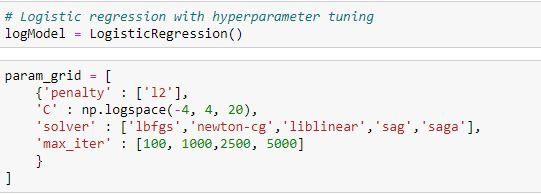 # Logistic regression with hyperparameter tuning
logModel = LogisticRegression()
param_grid = [
{'penalty' : ['l2'],
'C' : np.logspace(-4, 4, 20),
'solver' : ['lbfgs','newton-cg','liblinear','sag','saga'],
'max_iter' : [100, 1000,2500, 5000]
}
]